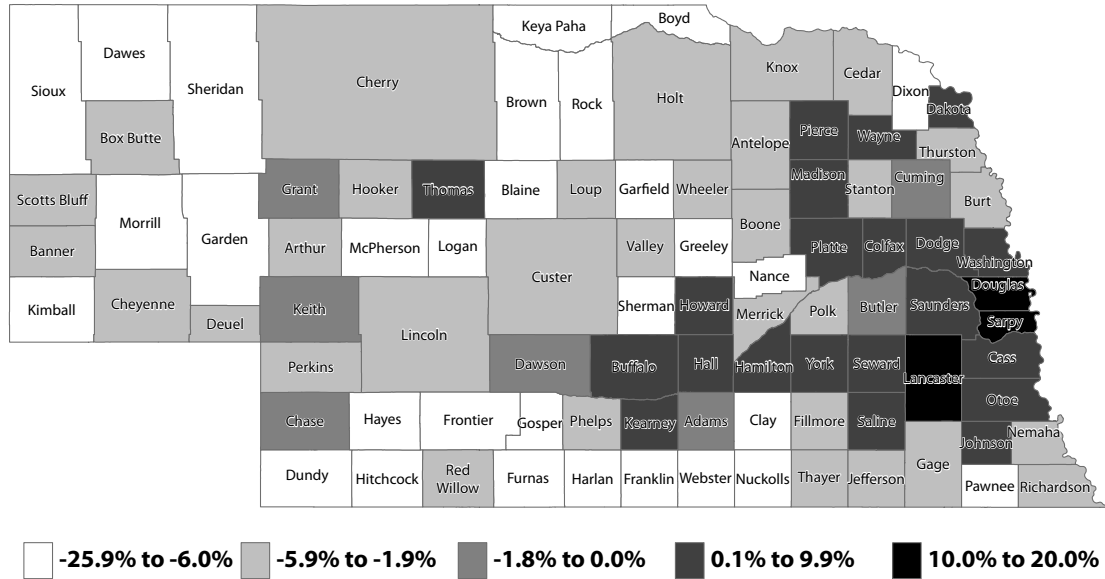 Boyd
Keya Paha
Dawes
Knox
Cedar
Cherry
Sioux
Sheridan
Dixon
Holt
Brown
Rock
Dakota
Pierce
Wayne
Box Butte
Antelope
Thurston
Madison
Cuming
Grant
Hooker
Thomas
Blaine
Loup
Garfield
Wheeler
Stanton
Scotts Bluff
Burt
Morrill
Boone
Garden
Arthur
McPherson
Logan
Valley
Greeley
Platte
Colfax
Dodge
Banner
Washington
Custer
Nance
Douglas
Kimball
Cheyenne
Keith
Sherman
Howard
Merrick
Polk
Butler
Saunders
Deuel
Sarpy
Lincoln
Perkins
Dawson
Buffalo
Hall
Hamilton
York
Seward
Cass
Lancaster
Otoe
Chase
Hayes
Frontier
Gosper
Phelps
Kearney
Adams
Clay
Fillmore
Saline
Nemaha
Johnson
Dundy
Hitchcock
Red
Willow
Furnas
Harlan
Franklin
Webster
Nuckolls
Thayer
Jefferson
Gage
Pawnee
Richardson
-25.9% to -6.0% -5.9% to -1.9% -1.8% to 0.0% 0.1% to 9.9% 10.0% to 20.0%